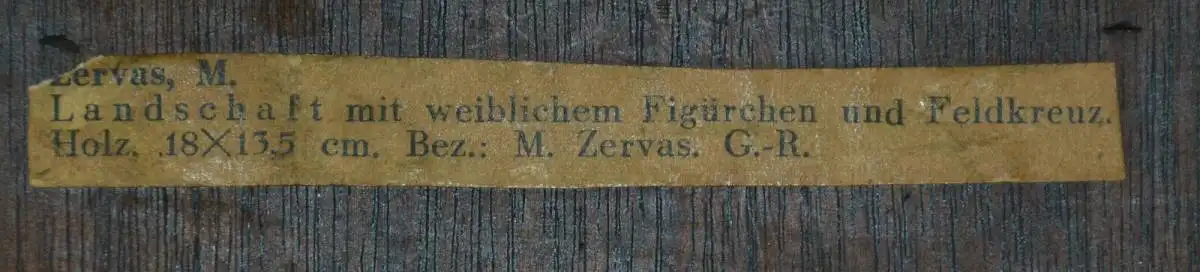 Zervas, M.
Landschaft mit weiblichem Figürchen und Feldkreuz.
Holz. 18×13,5 cm. Bez.: M. Zervas. G.-R.